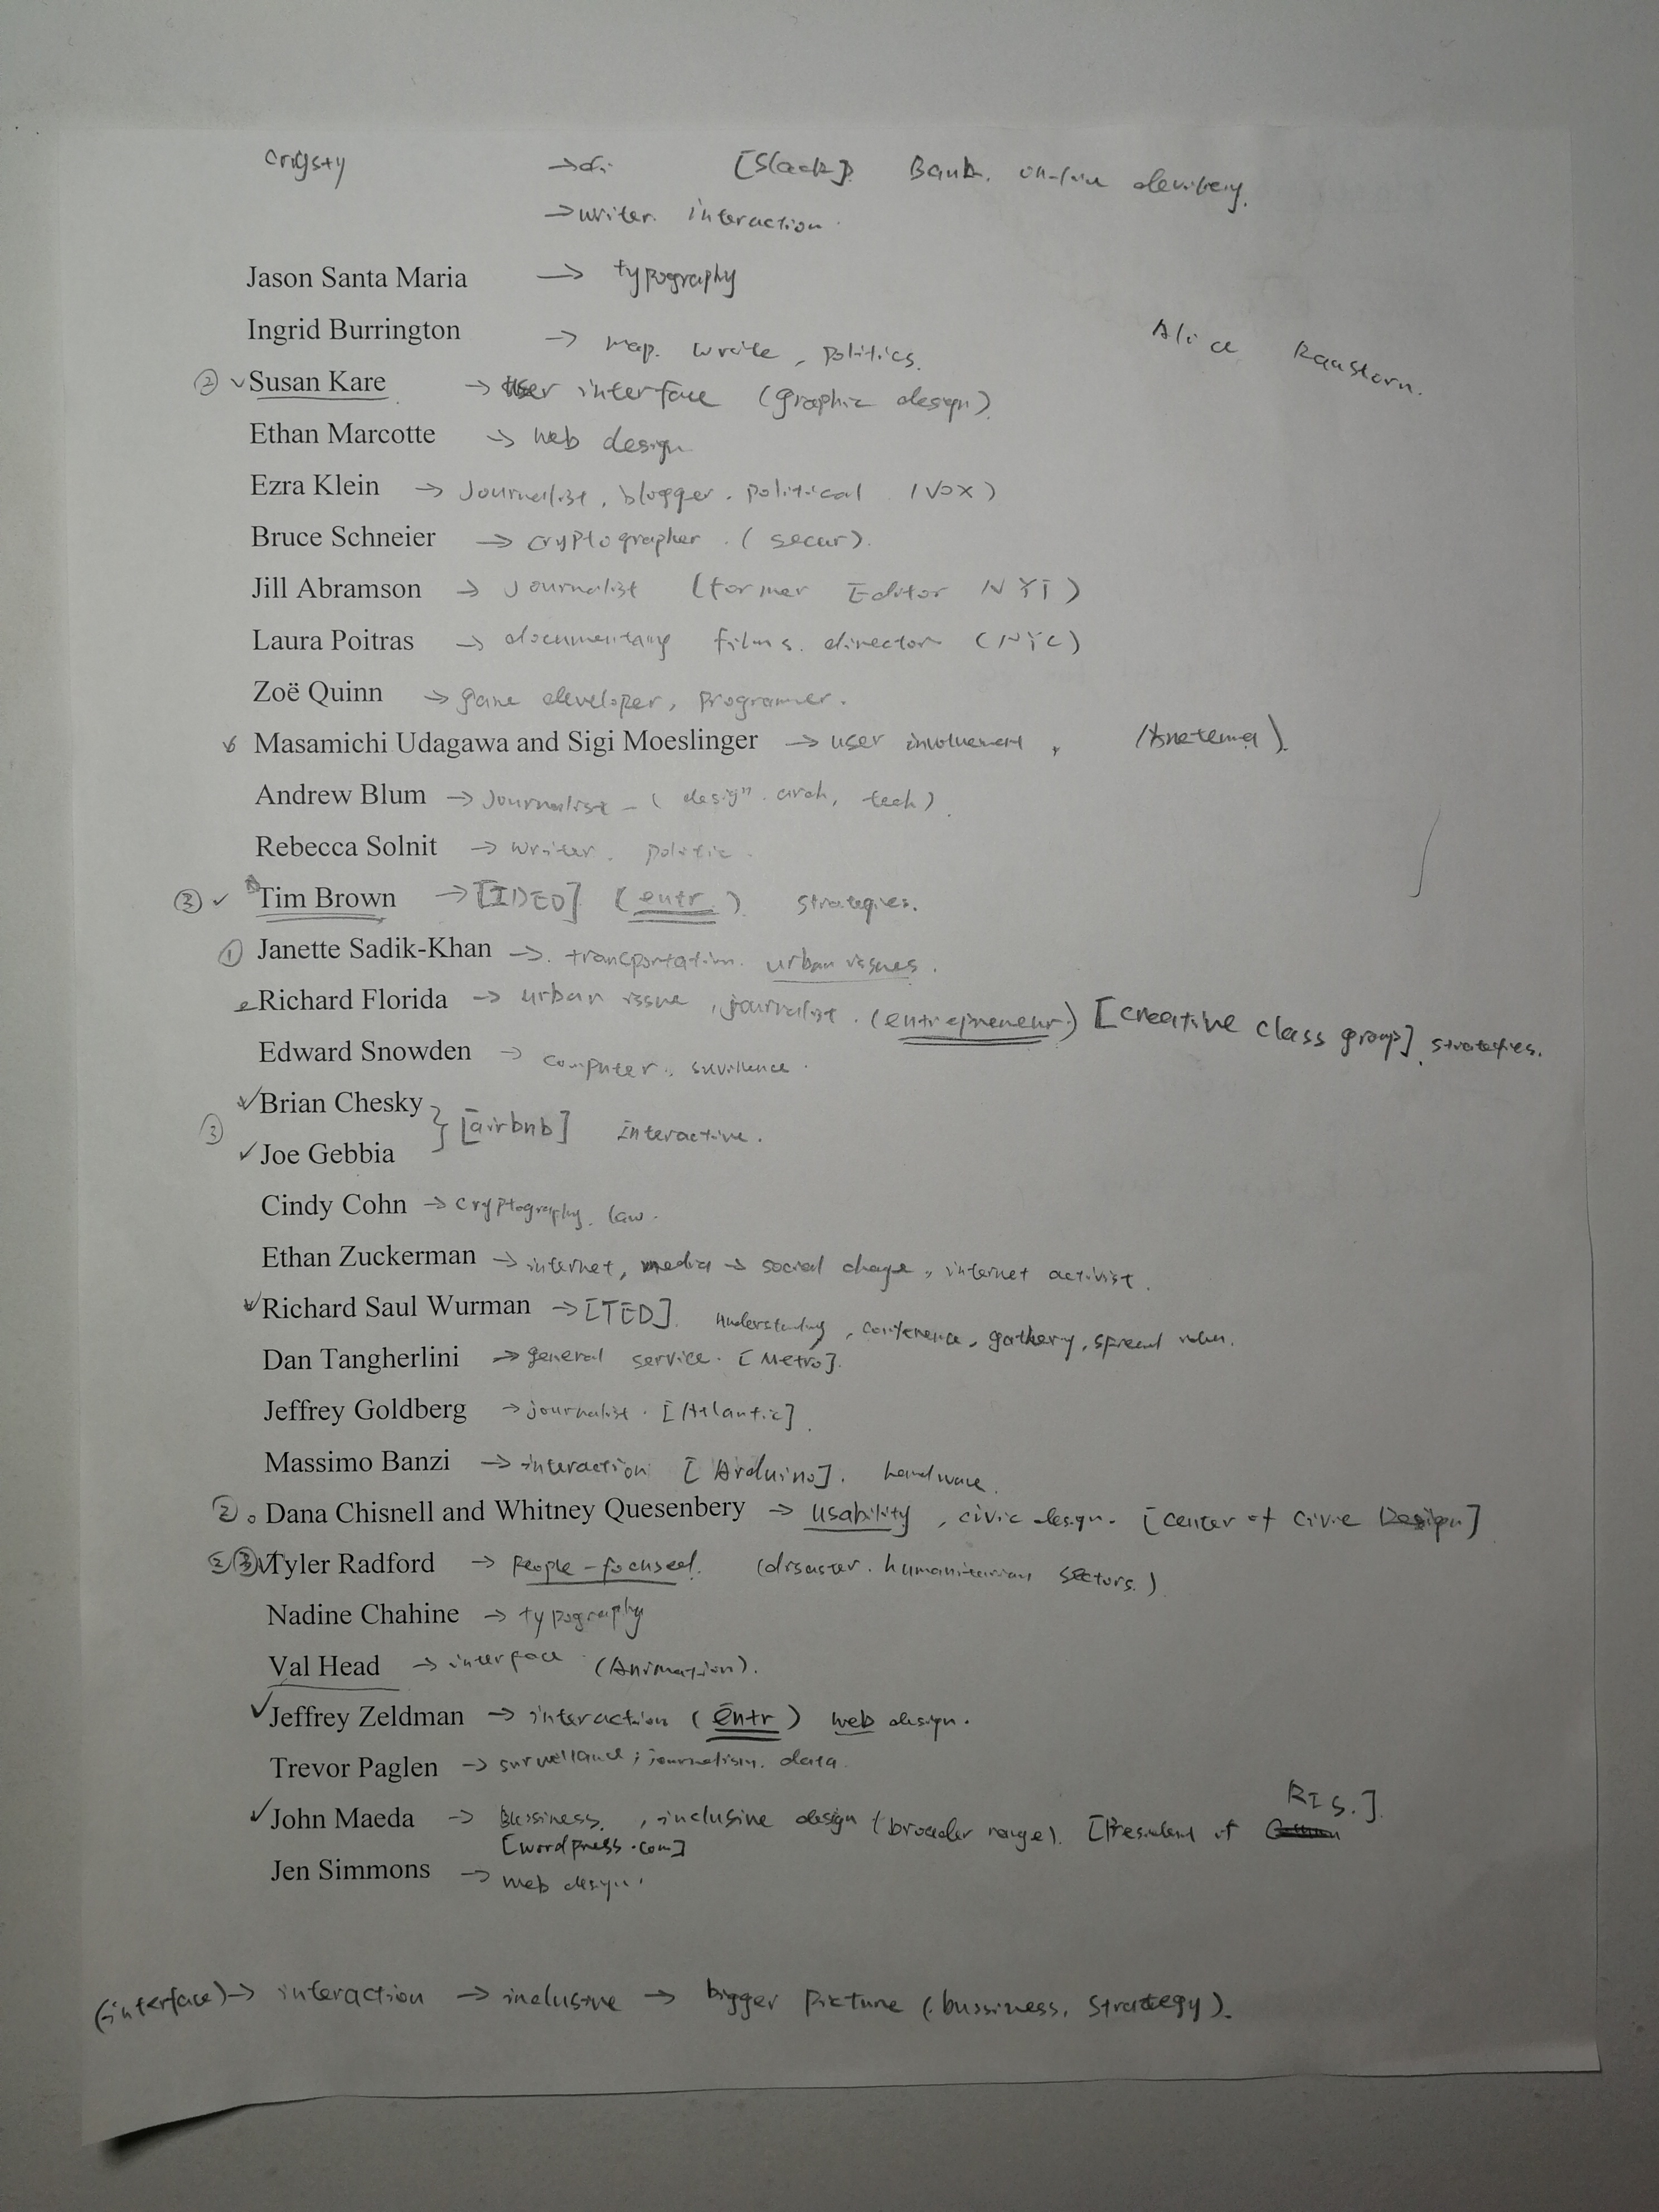 crigsty → di [Slack]. Bank. on-line devilery.
→ writer. interaction.
Jason Santa Maria → typography
Ingrid Burrington → map. write, politics.
Alice Rawstorn.
② ✓ Susan Kare → user interface (graphic design).
Ethan Marcotte → web design
Ezra Klein → Journalist, blogger. political (VOX)
Bruce Schneier → cryptographer. (secur).
Jill Abramson → Journalist (former Editor NYT)
Laura Poitras → documentary films. director (NYC)
Zoë Quinn → game developer, programer.
✓ Masamichi Udagawa and Sigi Moeslinger → user involvement, (Antenna).
Andrew Blum → Journalist - (design. arch, tech).
Rebecca Solnit → writer. politic.
③ ✓ Tim Brown → [IDEO] (entr.) strategies.
① Janette Sadik-Khan → transportation. urban issues.
Richard Florida → urban issue, journalist. (entrepreneur.) [creative class group]. strategies.
Edward Snowden → computer., survillence.
✓ Brian Chesky
③ } [airbnb] interactive.
✓ Joe Gebbia
Cindy Cohn → cryptography. law.
Ethan Zuckerman → internet, media → social change, internet activist.
✓ Richard Saul Wurman → [TED]. understanding, conference, gathery, spread
Dan Tangherlini → general service. [Metro].
Jeffrey Goldberg → journalist. [Atlantic].
Massimo Banzi → interaction [Arduino]. hardware.
②. Dana Chisnell and Whitney Quesenbery → usability, civic design. [center of civic Design]
② ③ ✓ Tyler Radford → people-focused. (disaster. humanitarian sectors.)
Nadine Chahine → typography
Val Head → interface. (Animation).
✓ Jeffrey Zeldman → interaction (entr) web design.
Trevor Paglen → surveillance; journalism. data.
✓ John Maeda → bussiness, inclusive design (broader range). [President of RIS.]
[wordpress.com]
Jen Simmons → web design.
(interface) → interaction → inclusive → bigger picture (bussiness, strategy).